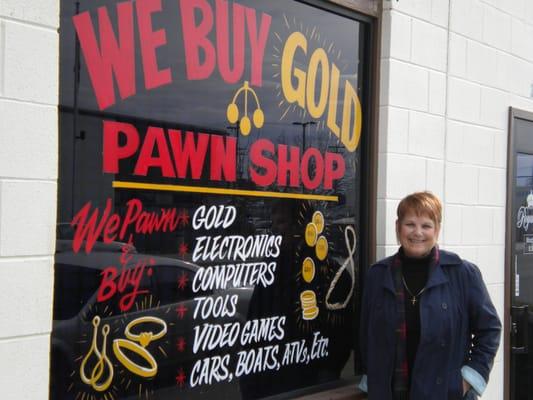 WE BUY GOLD
PAWN SHOP
We Pawn
& Buy:
* GOLD
* ELECTRONICS
* COMPUTERS
* TOOLS
* VIDEO GAMES
* CARS, BOATS, ATVs, Etc.